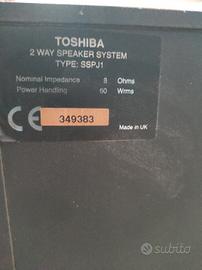 TOSHIBA
2 WAY SPEAKER SYSTEM
TYPE: SSPJ1
Nominal Impedance 8 Ohms
Power Handling 60 Wrms
CE 349383 Made in UK
subito